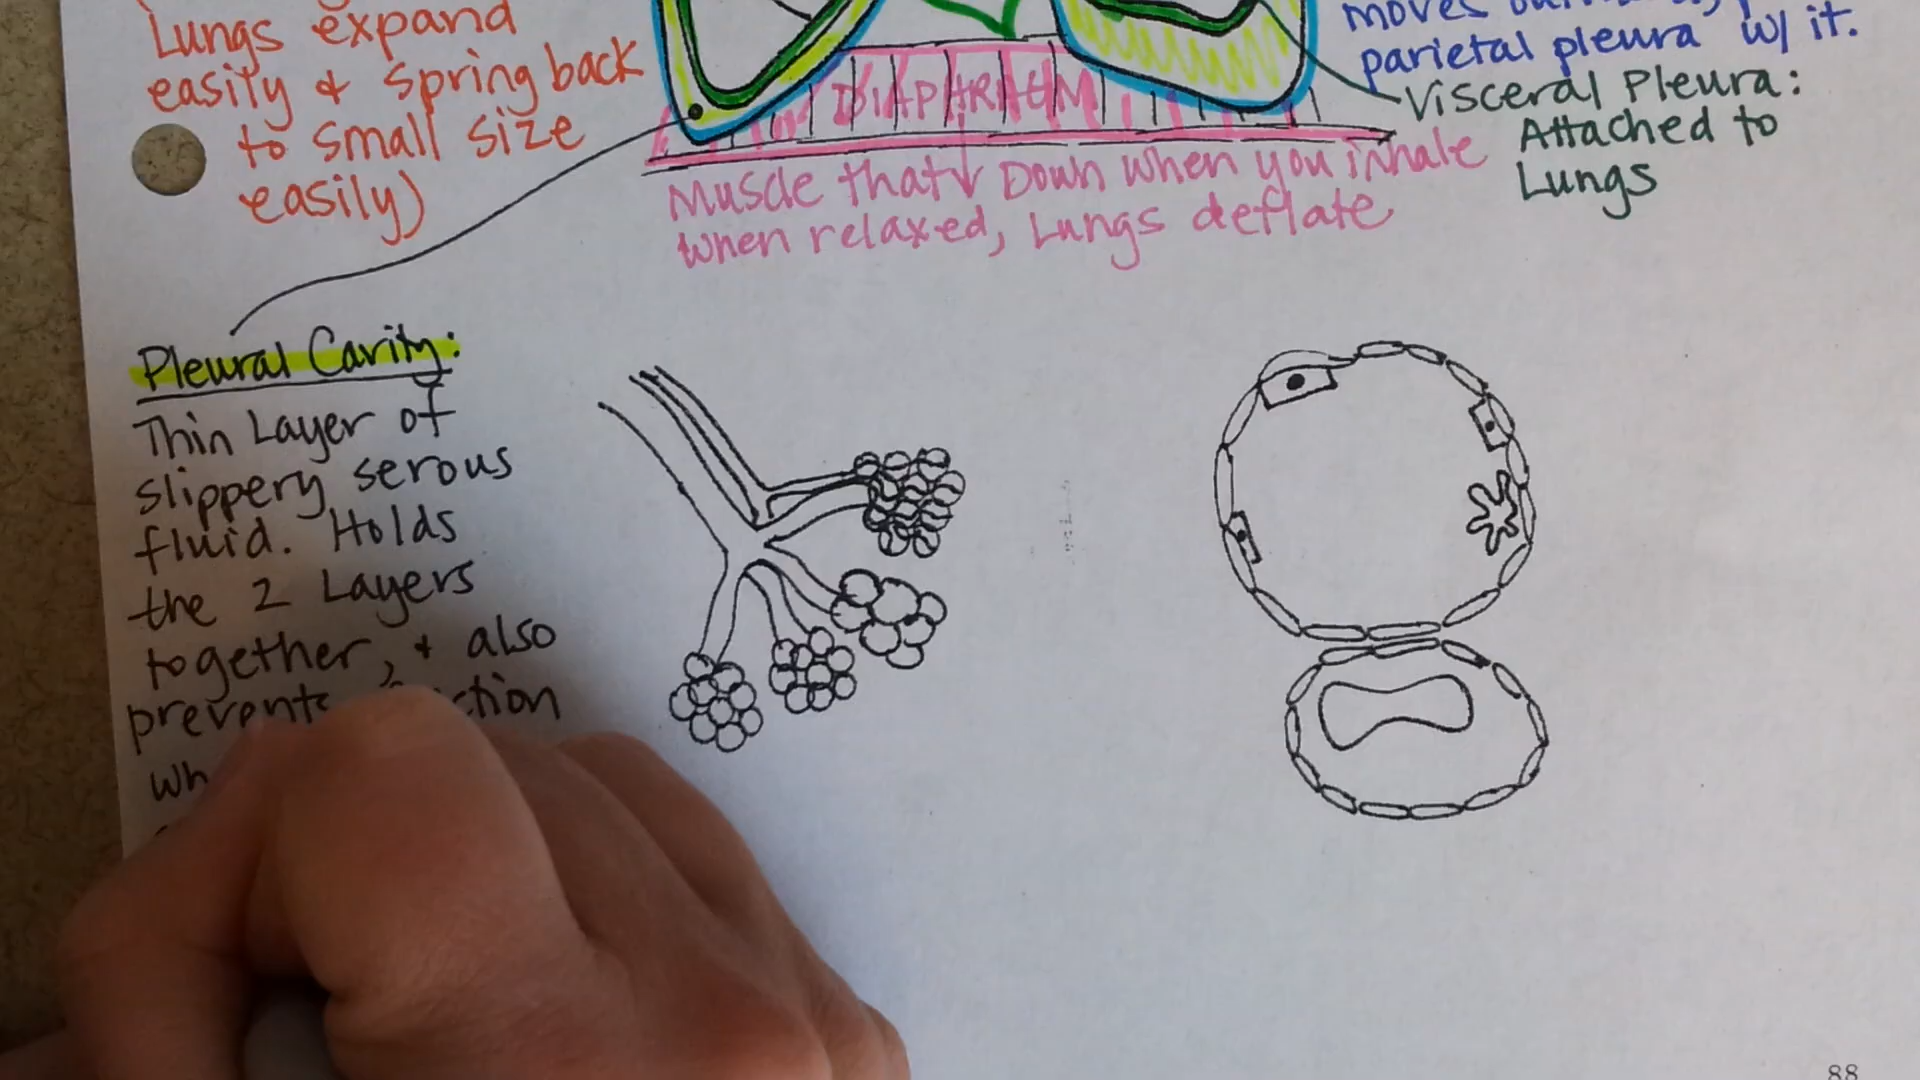 Lungs expand
easily & spring back
to small size
easily)
DIAPHRAGM
Muscle that ↓ Down when you inhale
when relaxed, Lungs deflate
moves
parietal pleura w/ it.
Visceral Pleura:
Attached to
Lungs
Pleural Cavity:
Thin Layer of
slippery serous
fluid. Holds
the 2 Layers
together, & also
88